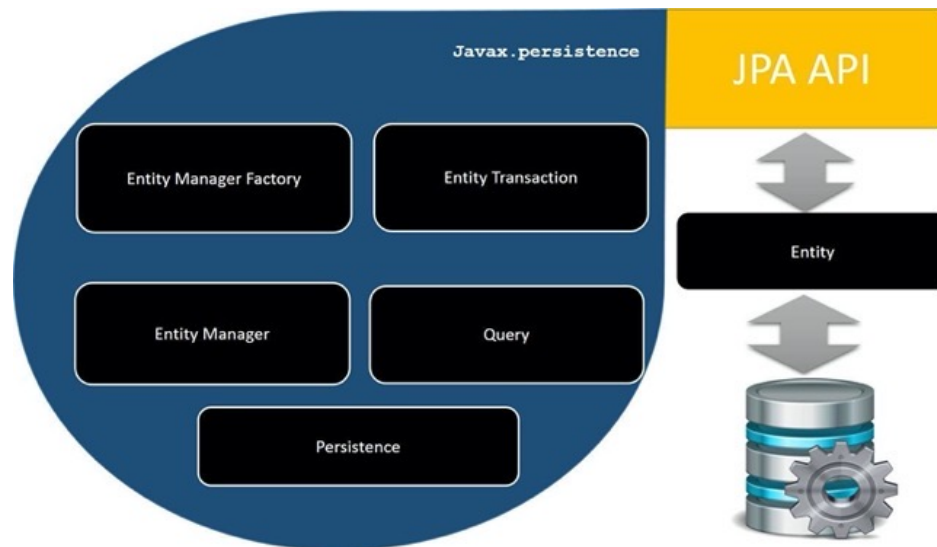 Javax.persistence
JPA API
Entity Manager Factory
Entity Transaction
Entity
Entity Manager
Query
Persistence